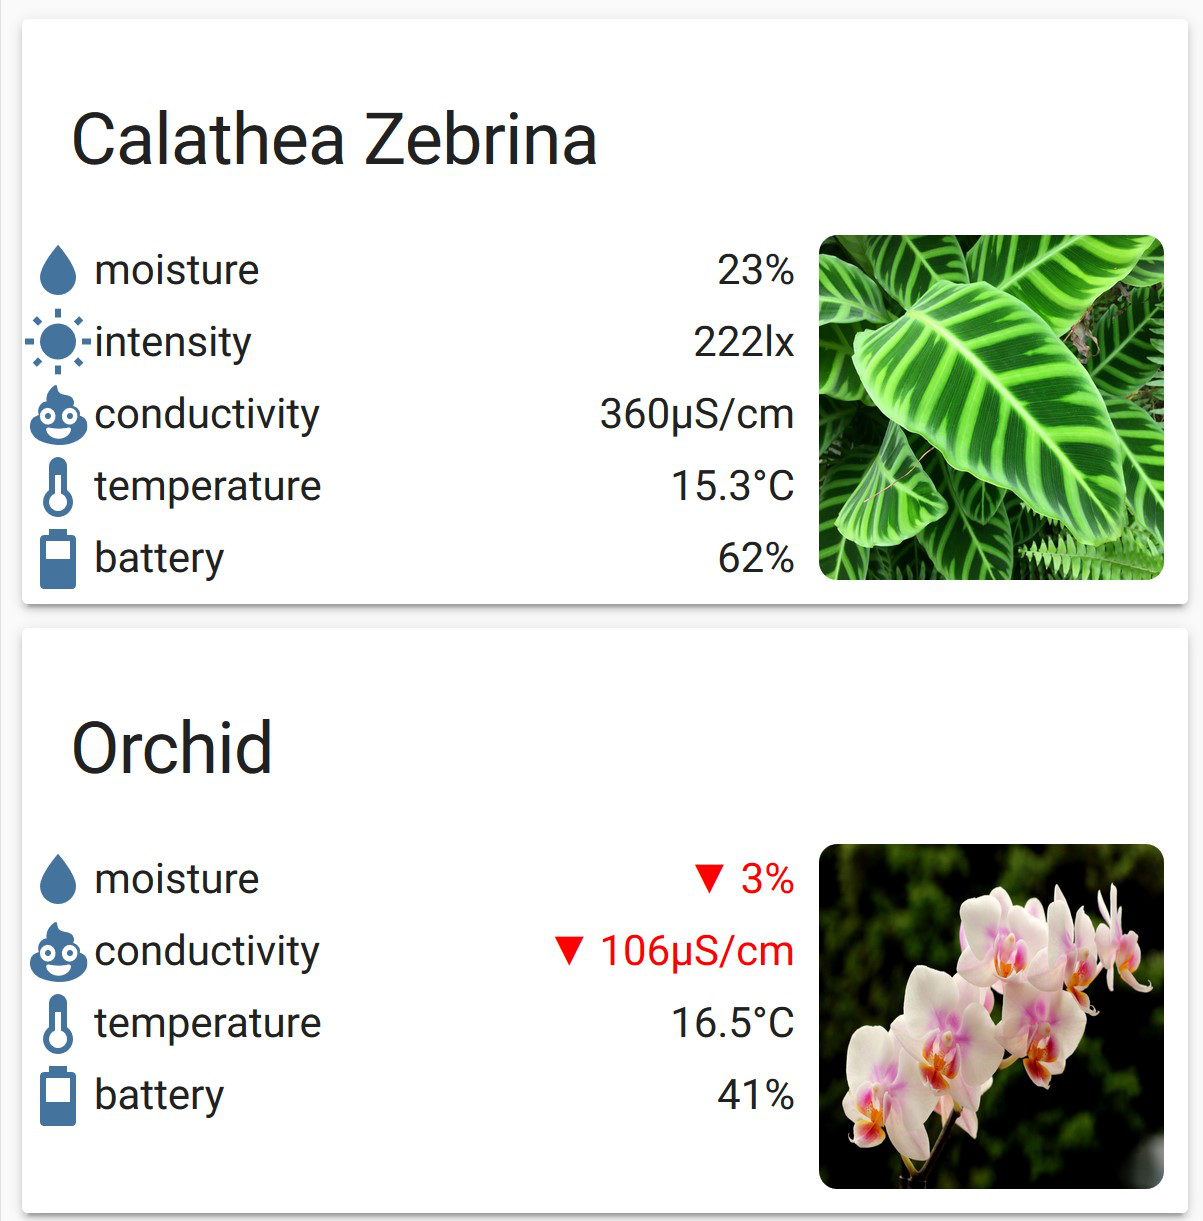 Calathea Zebrina
moisture 23%
intensity 222lx
conductivity 360µS/cm
temperature 15.3°C
battery 62%
Orchid
moisture ▼ 3%
conductivity ▼ 106µS/cm
temperature 16.5°C
battery 41%